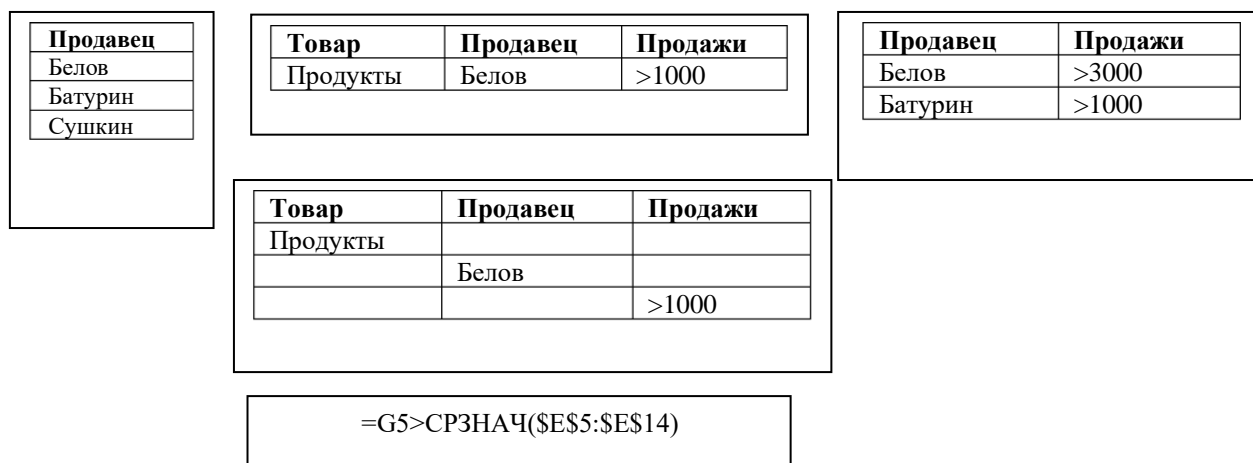 Продавец
Белов
Батурин
Сушкин
Товар Продавец Продажи
Продукты Белов >1000
Продавец Продажи
Белов >3000
Батурин >1000
Товар Продавец Продажи
Продукты
Белов
>1000
=G5>СРЗНАЧ($E$5:$E$14)